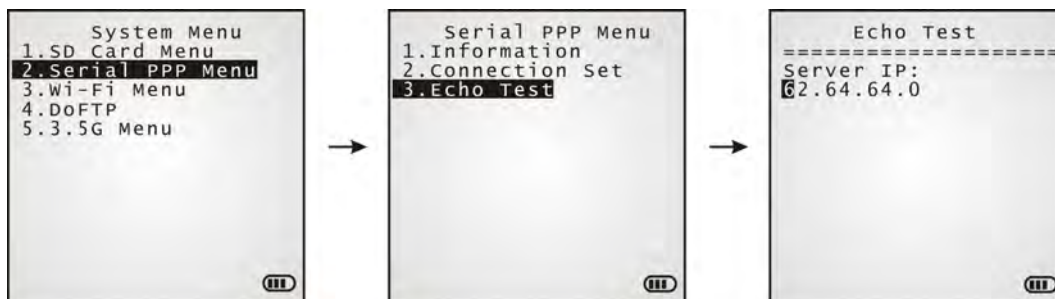 System Menu
1.SD Card Menu
2.Serial PPP Menu
3.Wi-Fi Menu
4.DoFTP
5.3.5G Menu
Serial PPP Menu
1.Information
2.Connection Set
3.Echo Test
Echo Test
====================
Server IP:
62.64.64.0